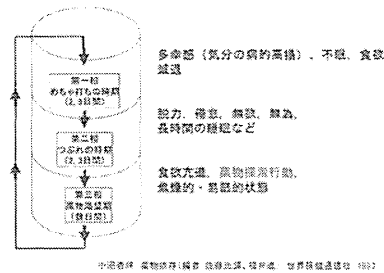 第一相
めちゃ打ちの時期
(2,3日間)
多幸感(気分の病的高揚)、不眠、食欲
減退
第二相
つぶれの時期
(2,3日間)
脱力、倦怠、無欲、無為、
長時間の睡眠など
第三相
薬物渇望期
(数日間)
食欲亢進、薬物探索行動、
焦燥的・易怒的状態